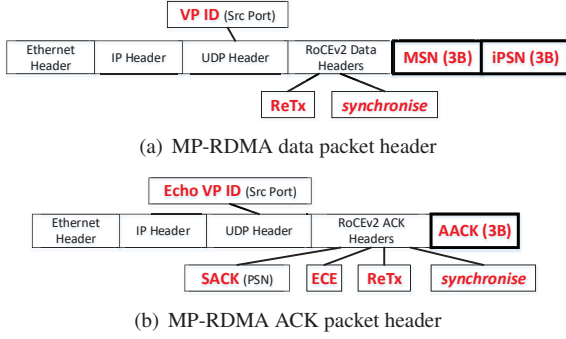 VP ID (Src Port)
Ethernet Header
IP Header
UDP Header
RoCEv2 Data Headers
MSN (3B)
iPSN (3B)
ReTx
synchronise
(a) MP-RDMA data packet header
Echo VP ID (Src Port)
Ethernet Header
IP Header
UDP Header
RoCEv2 ACK Headers
AACK (3B)
SACK (PSN)
ECE
ReTx
synchronise
(b) MP-RDMA ACK packet header